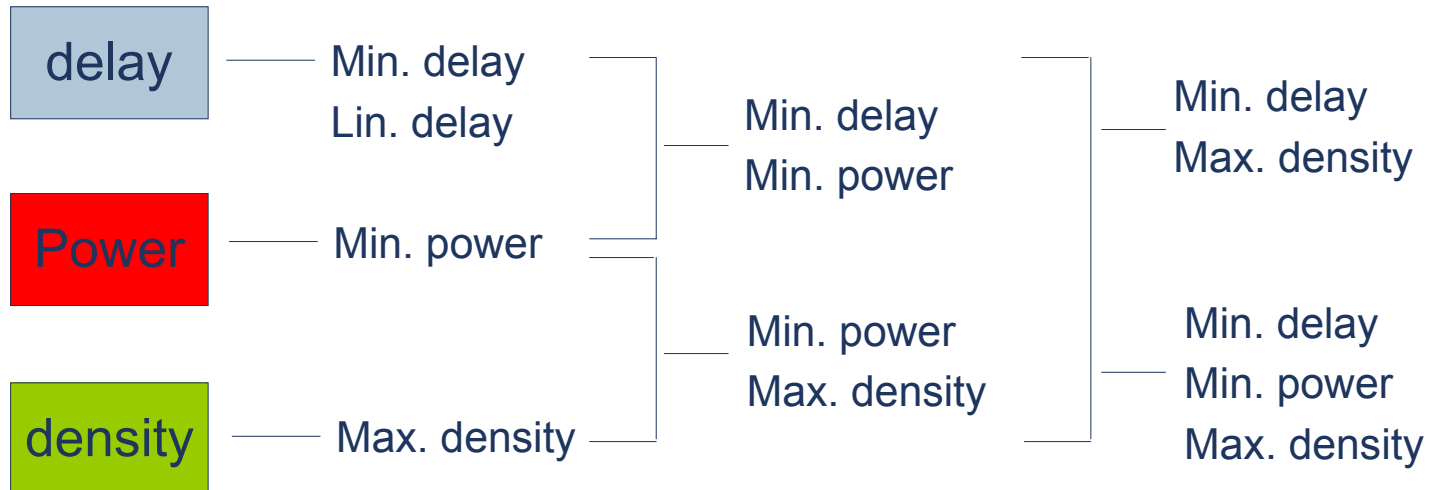 delay
Min. delay
Lin. delay
Power
Min. power
density
Max. density
Min. delay
Min. power
Min. power
Max. density
Min. delay
Max. density
Min. delay
Min. power
Max. density